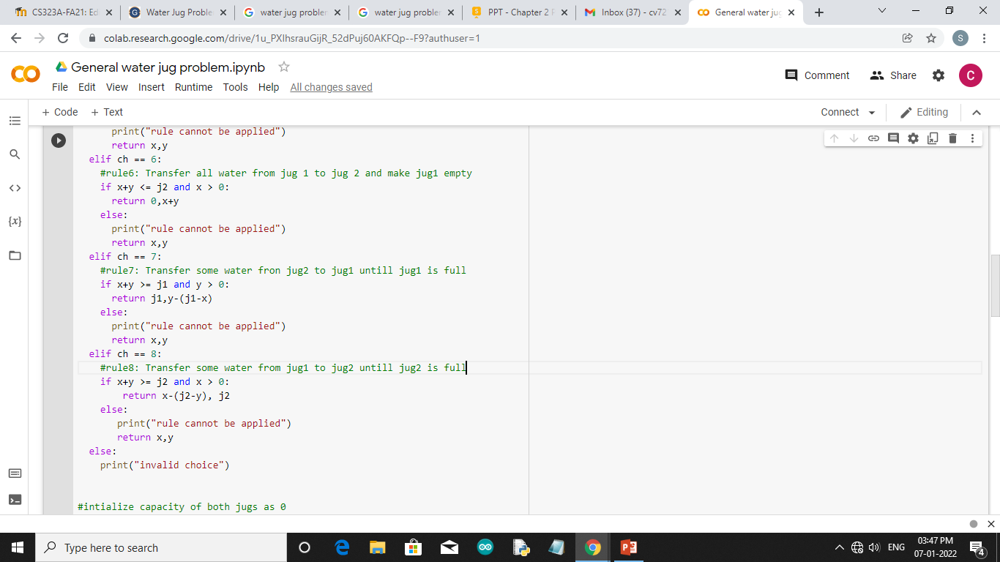 CS323A-FA21: Ed
Water Jug Proble
water jug problem
water jug problem
PPT - Chapter 2 P
Inbox (37) - cv72
General water jug
colab.research.google.com/drive/1u_PXlhsrauGijR_52dPuj60AKFQp--F9?authuser=1
S
General water jug problem.ipynb
Comment
Share
C
File Edit View Insert Runtime Tools Help All changes saved
+ Code + Text
Connect
Editing
print("rule cannot be applied")
return x,y
elif ch == 6:
#rule6: Transfer all water from jug 1 to jug 2 and make jug1 empty
if x+y <= j2 and x > 0:
return 0,x+y
else:
print("rule cannot be applied")
return x,y
elif ch == 7:
#rule7: Transfer some water fron jug2 to jug1 untill jug1 is full
if x+y >= j1 and y > 0:
return j1,y-(j1-x)
else:
print("rule cannot be applied")
return x,y
elif ch == 8:
#rule8: Transfer some water from jug1 to jug2 untill jug2 is full
if x+y >= j2 and x > 0:
return x-(j2-y), j2
else:
print("rule cannot be applied")
return x,y
else:
print("invalid choice")
#intialize capacity of both jugs as 0
Type here to search
ENG
03:47 PM
07-01-2022
4